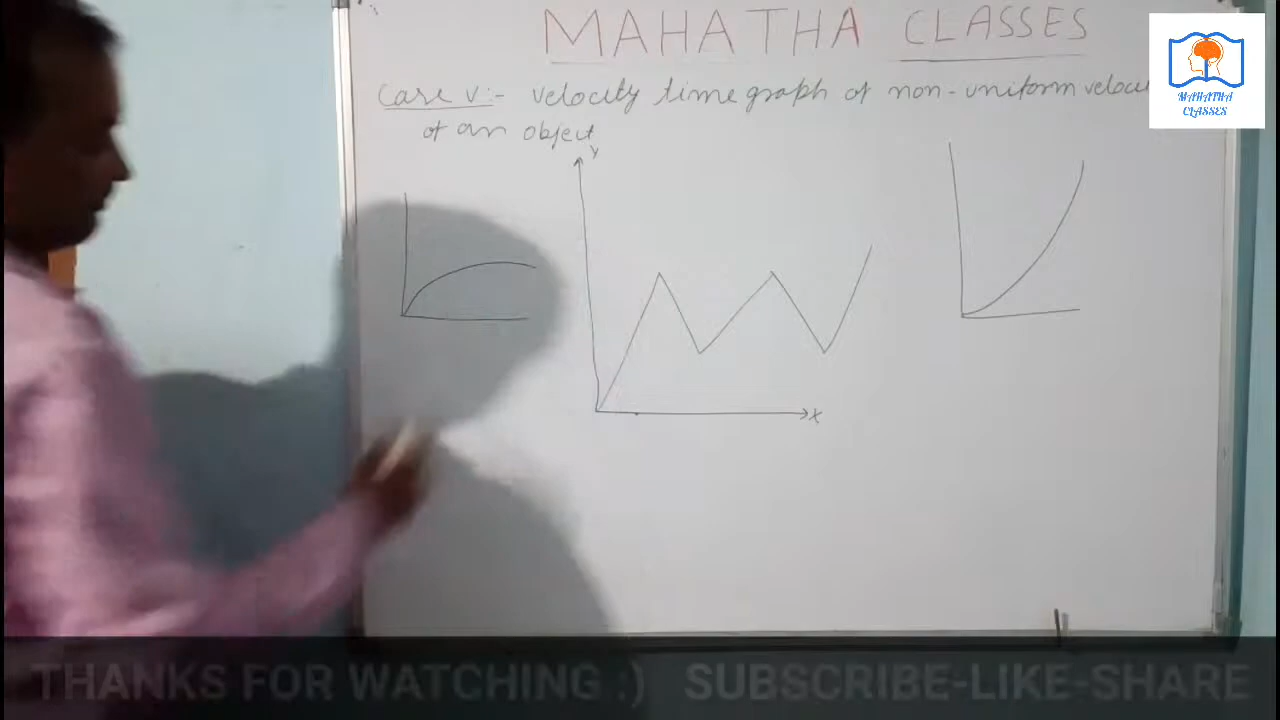 MAHATHA CLASSES
Case V:- Velocity time graph of non-uniform
of an object
Y
X
MAHATHA
CLASSES
THANKS FOR WATCHING :) SUBSCRIBE-LIKE-SHARE